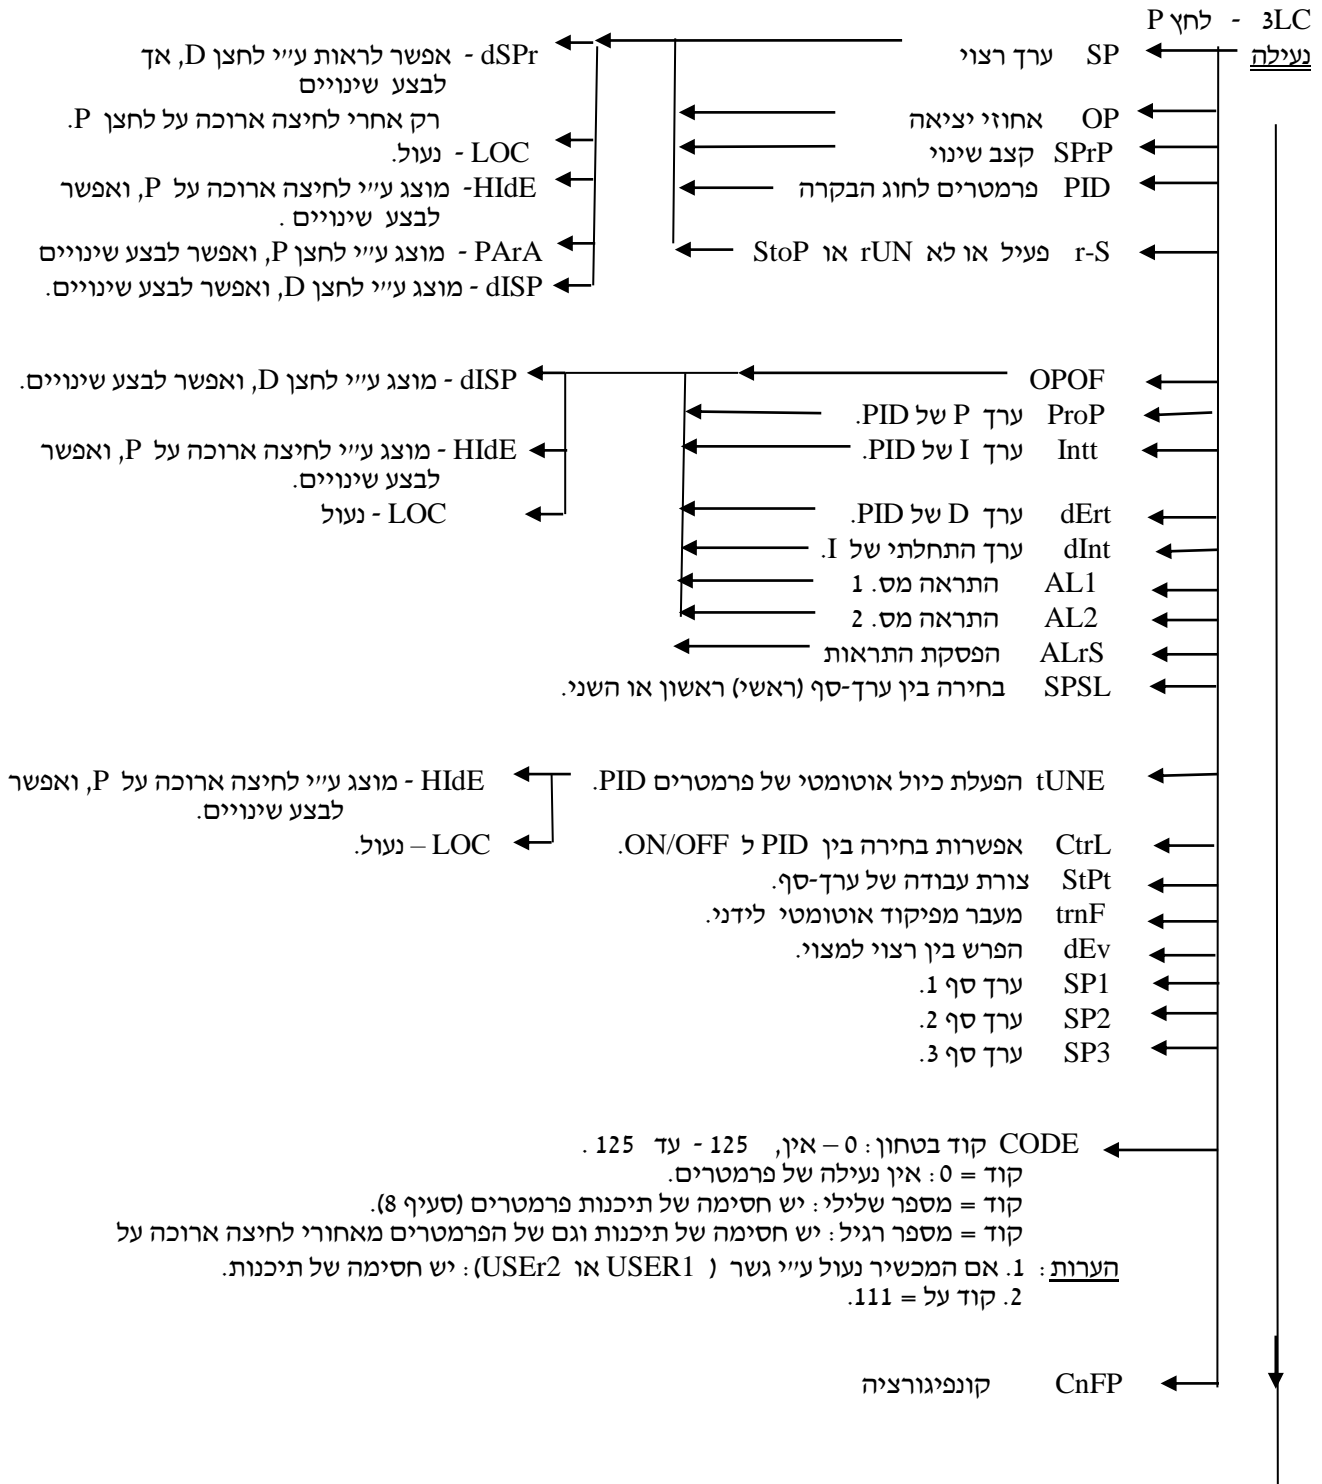 3LC - לחץ P
נעילה
SP ערך רצוי
dSPr - אפשר לראות ע״י לחצן D, אך
לבצע שינויים
רק אחרי לחיצה ארוכה על לחצן P.
OP אחוזי יציאה
SPrP קצב שינוי
LOC - נעול.
PID פרמטרים לחוג הבקרה
HIdE- מוצג ע״י לחיצה ארוכה על P, ואפשר
לבצע שינויים .
r-S פעיל או לא rUN או StoP
PArA - מוצג ע״י לחצן P, ואפשר לבצע שינויים
dISP - מוצג ע״י לחצן D, ואפשר לבצע שינויים.
OPOF
dISP - מוצג ע״י לחצן D, ואפשר לבצע שינויים.
ProP ערך P של PID.
Intt ערך I של PID.
HIdE - מוצג ע״י לחיצה ארוכה על P, ואפשר
לבצע שינויים.
dErt ערך D של PID.
LOC - נעול
dInt ערך התחלתי של I.
AL1 התראה מס. 1
AL2 התראה מס. 2
ALrS הפסקת התראות
SPSL בחירה בין ערך-סף (ראשי) ראשון או השני.
tUNE הפעלת כיול אוטומטי של פרמטרים PID.
HIdE - מוצג ע״י לחיצה ארוכה על P, ואפשר
לבצע שינויים.
CtrL אפשרות בחירה בין PID ל ON/OFF.
LOC – נעול.
StPt צורת עבודה של ערך-סף.
trnF מעבר מפיקוד אוטומטי לידני.
dEv הפרש בין רצוי למצוי.
SP1 ערך סף 1.
SP2 ערך סף 2.
SP3 ערך סף 3.
CODE קוד בטחון: 0 – אין, 125 - עד 125 .
קוד = 0: אין נעילה של פרמטרים.
קוד = מספר שלילי: יש חסימה של תיכנות פרמטרים (סעיף 8).
קוד = מספר רגיל: יש חסימה של תיכנות וגם של הפרמטרים מאחורי לחיצה ארוכה על
הערות: 1. אם המכשיר נעול ע״י גשר ( USER1 או USEr2): יש חסימה של תיכנות.
2. קוד על = 111.
CnFP קונפיגורציה